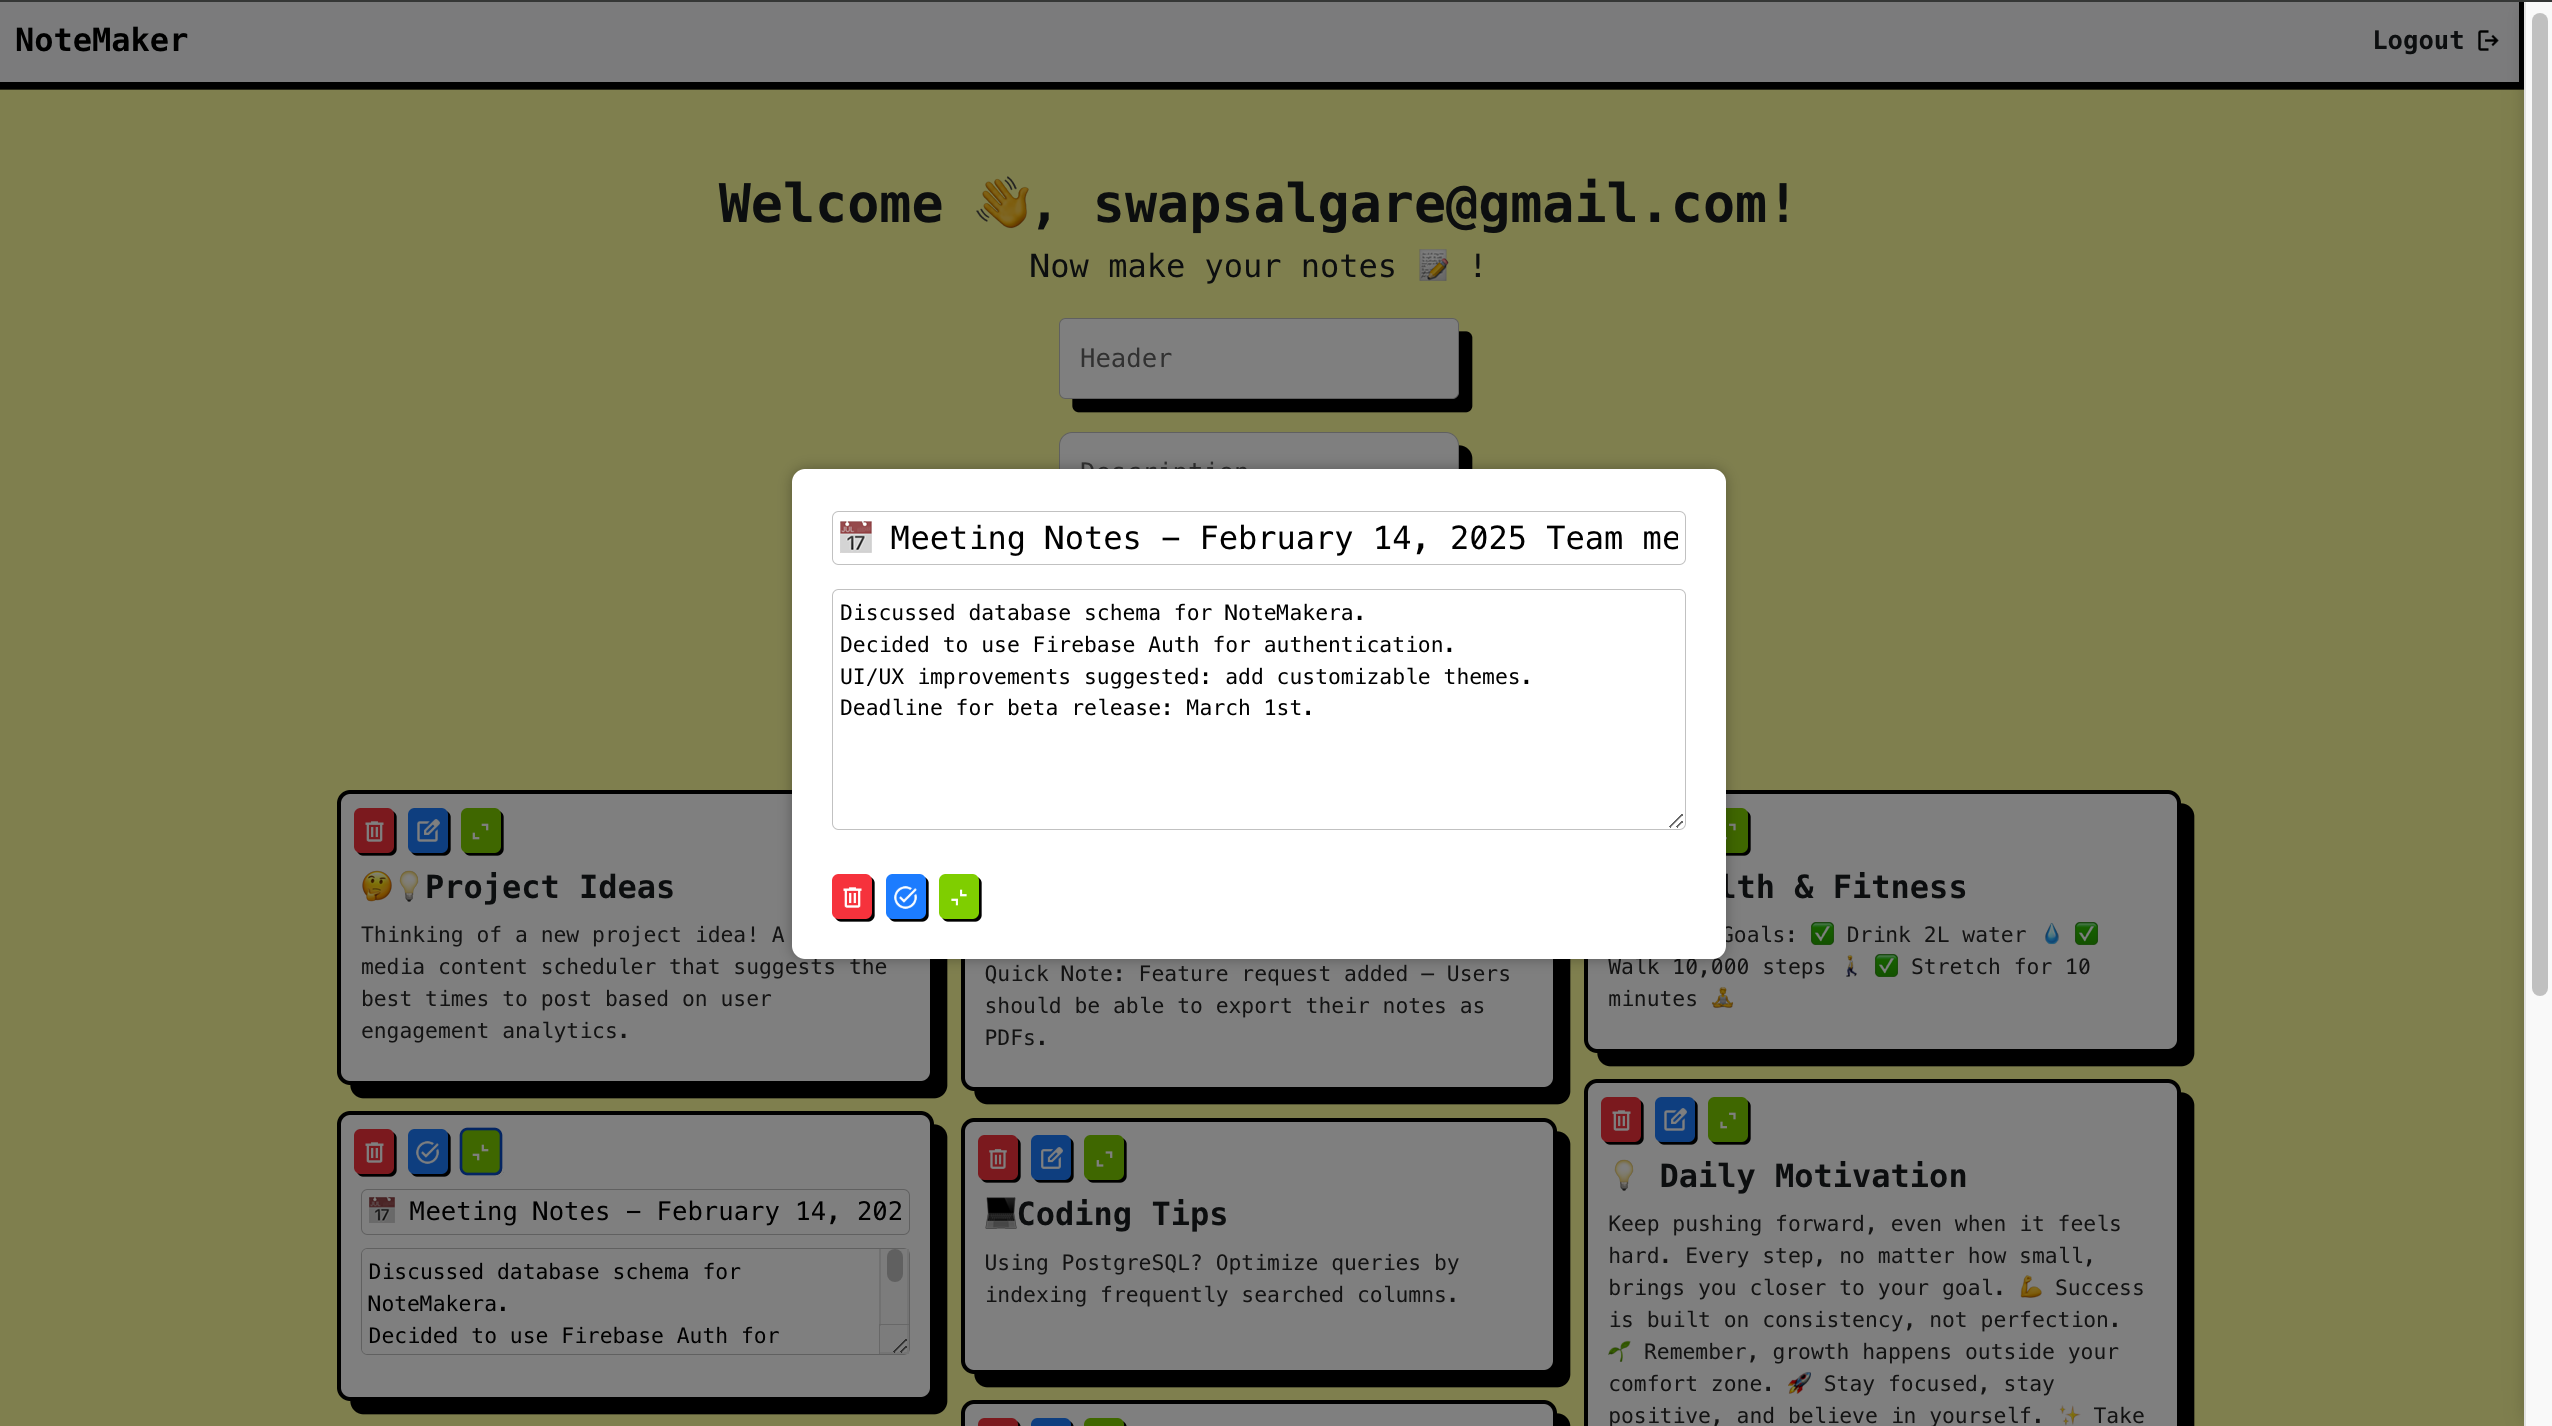 NoteMaker
Logout
Welcome 👋, swapsalgare@gmail.com!
Now make your notes 📝 !
Header
Description
📅 Meeting Notes – February 14, 2025 Team me
Discussed database schema for NoteMakera.
Decided to use Firebase Auth for authentication.
UI/UX improvements suggested: add customizable themes.
Deadline for beta release: March 1st.
🤔💡Project Ideas
Thinking of a new project idea! A
media content scheduler that suggests the
best times to post based on user
engagement analytics.
📅 Meeting Notes – February 14, 202
Discussed database schema for
NoteMakera.
Decided to use Firebase Auth for
Quick Note: Feature request added – Users
should be able to export their notes as
PDFs.
💻Coding Tips
Using PostgreSQL? Optimize queries by
indexing frequently searched columns.
lth & Fitness
Goals: ✅ Drink 2L water 💧 ✅
Walk 10,000 steps 🚶 ✅ Stretch for 10
minutes 🧘
💡 Daily Motivation
Keep pushing forward, even when it feels
hard. Every step, no matter how small,
brings you closer to your goal. 💪 Success
is built on consistency, not perfection.
🌱 Remember, growth happens outside your
comfort zone. 🚀 Stay focused, stay
positive, and believe in yourself. ✨ Take